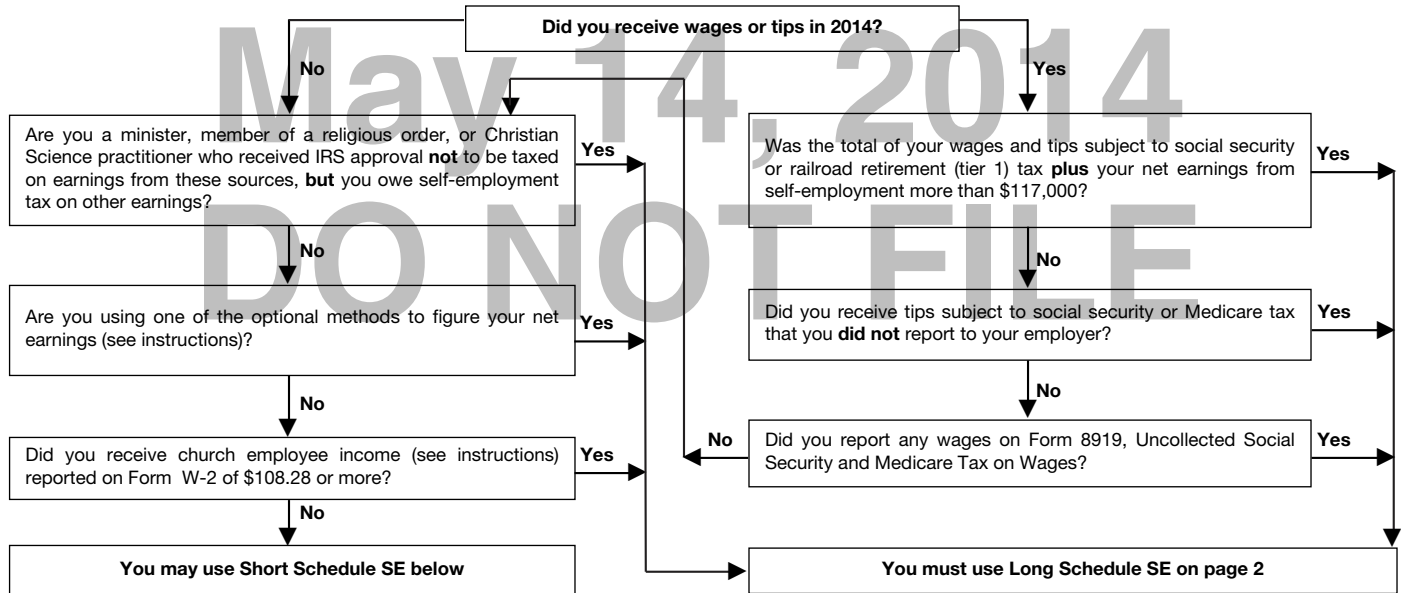 Did you receive wages or tips in 2014?
May 14, 2014
DO NOT FILE
No
Yes
Are you a minister, member of a religious order, or Christian
Science practitioner who received IRS approval not to be taxed
on earnings from these sources, but you owe self-employment
tax on other earnings?
Yes
Was the total of your wages and tips subject to social security
or railroad retirement (tier 1) tax plus your net earnings from
self-employment more than $117,000?
Yes
No
No
Are you using one of the optional methods to figure your net
earnings (see instructions)?
Yes
Did you receive tips subject to social security or Medicare tax
that you did not report to your employer?
Yes
No
No
Did you receive church employee income (see instructions)
reported on Form W-2 of $108.28 or more?
Yes
No
Did you report any wages on Form 8919, Uncollected Social
Security and Medicare Tax on Wages?
Yes
No
You may use Short Schedule SE below
You must use Long Schedule SE on page 2